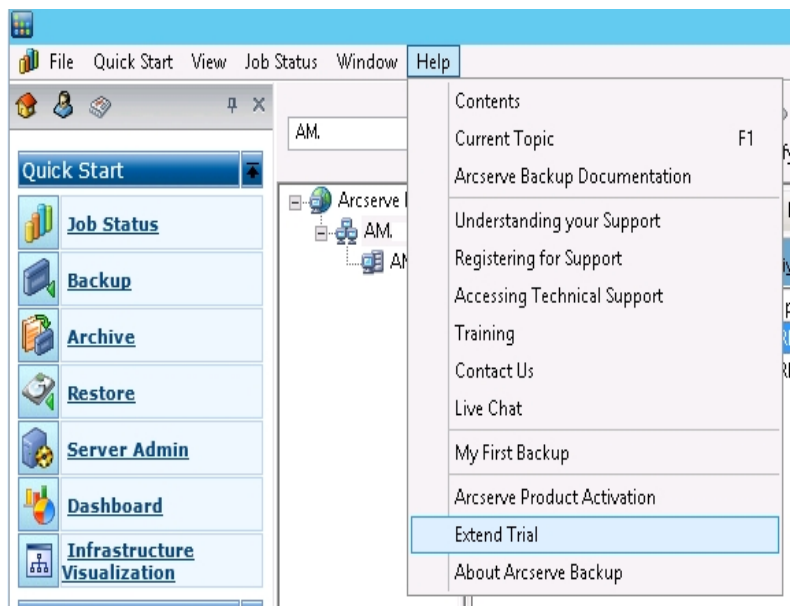 File Quick Start View Job Status Window Help
AM.
Quick Start
Job Status
Backup
Archive
Restore
Server Admin
Dashboard
Infrastructure
Visualization
Arcserve
AM.
Contents
Current Topic F1
Arcserve Backup Documentation
Understanding your Support
Registering for Support
Accessing Technical Support
Training
Contact Us
Live Chat
My First Backup
Arcserve Product Activation
Extend Trial
About Arcserve Backup